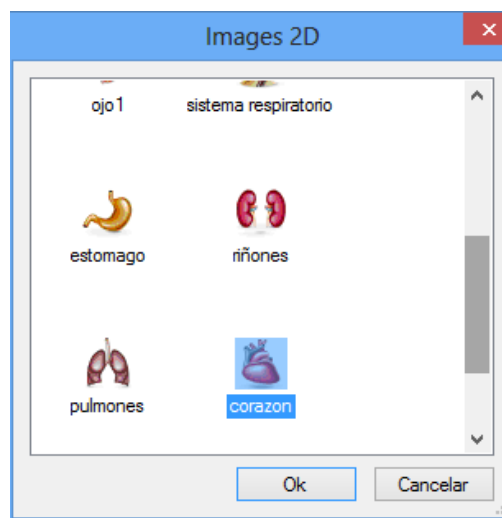 Images 2D
ojo1 sistema respiratorio
estomago riñones
pulmones corazon
Ok Cancelar